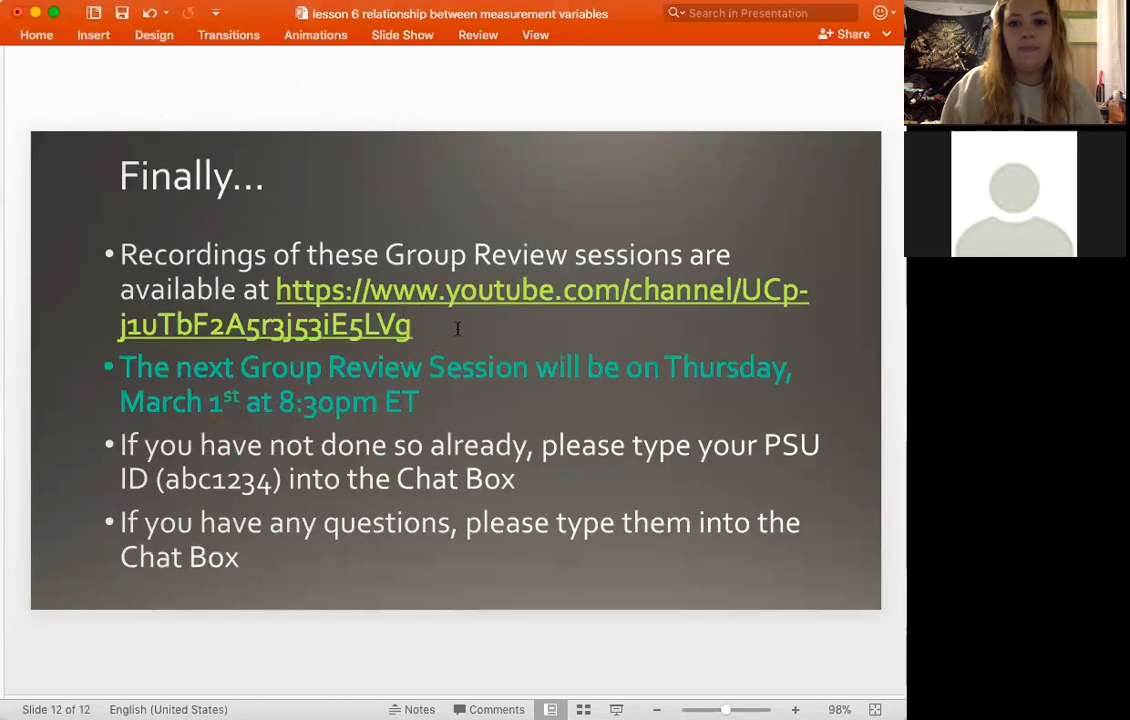 lesson 6 relationship between measurement variables
Search in Presentation
Home Insert Design Transitions Animations Slide Show Review View
Share
Finally...
• Recordings of these Group Review sessions are
available at https://www.youtube.com/channel/UCp-
j1uTbF2A5r3j53iE5LVg
• The next Group Review Session will be on Thursday,
March 1st at 8:30pm ET
• If you have not done so already, please type your PSU
ID (abc1234) into the Chat Box
• If you have any questions, please type them into the
Chat Box
Slide 12 of 12 English (United States) Notes Comments 98%